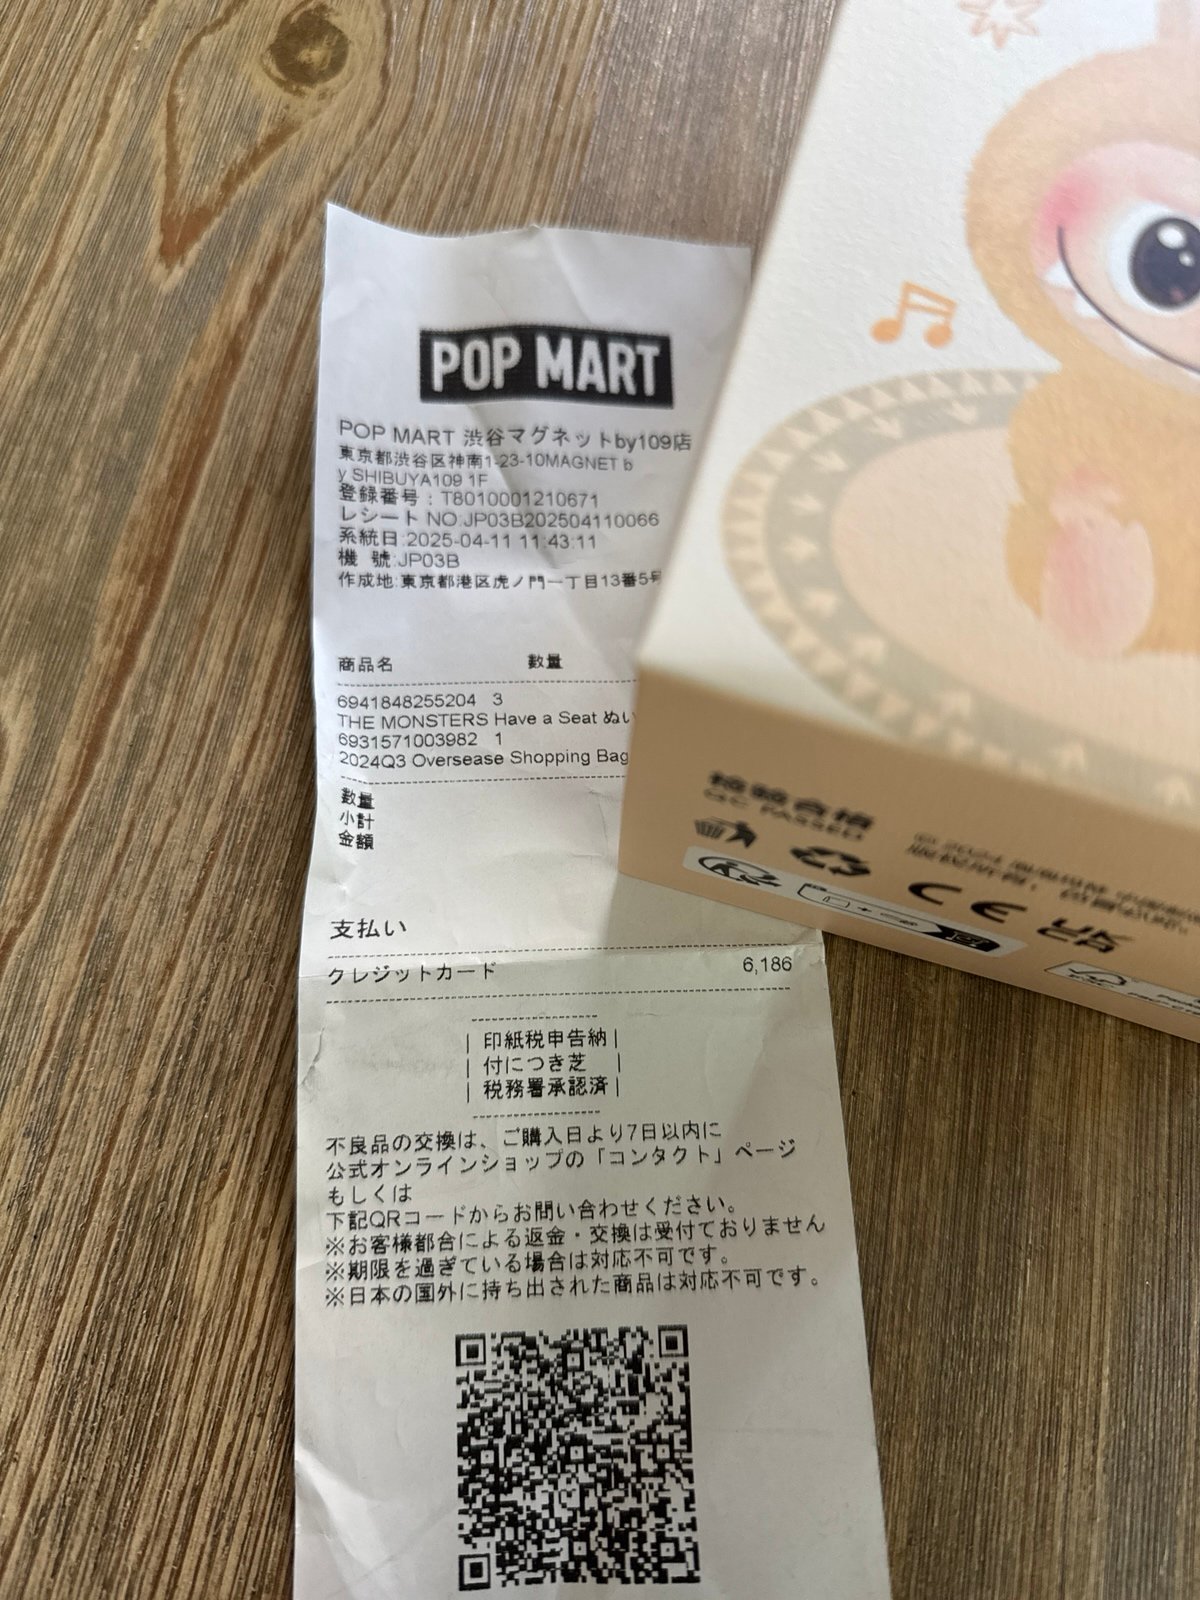 POP MART
POP MART 渋谷マグネットby109店
東京都渋谷区神南1-23-10MAGNET b
y SHIBUYA109 1F
登録番号：T8010001210671
レシート NO:JP03B202504110066
系統日:2025-04-11 11:43:11
機 號:JP03B
作成地:東京都港区虎ノ門一丁目13番5号
商品名 数量
6941848255204 3
THE MONSTERS Have a Seat ぬい
6931571003982 1
2024Q3 Oversease Shopping Bag
数量
小計
金額
支払い
クレジットカード 6,186
印紙税申告納
付につき芝
税務署承認済
不良品の交換は、ご購入日より7日以内に
公式オンラインショップの「コンタクト」ページ
もしくは
下記QRコードからお問い合わせください。
※お客様都合による返金・交換は受付ておりません
※期限を過ぎている場合は対応不可です。
※日本の国外に持ち出された商品は対応不可です。
检验合格
QC PASSED